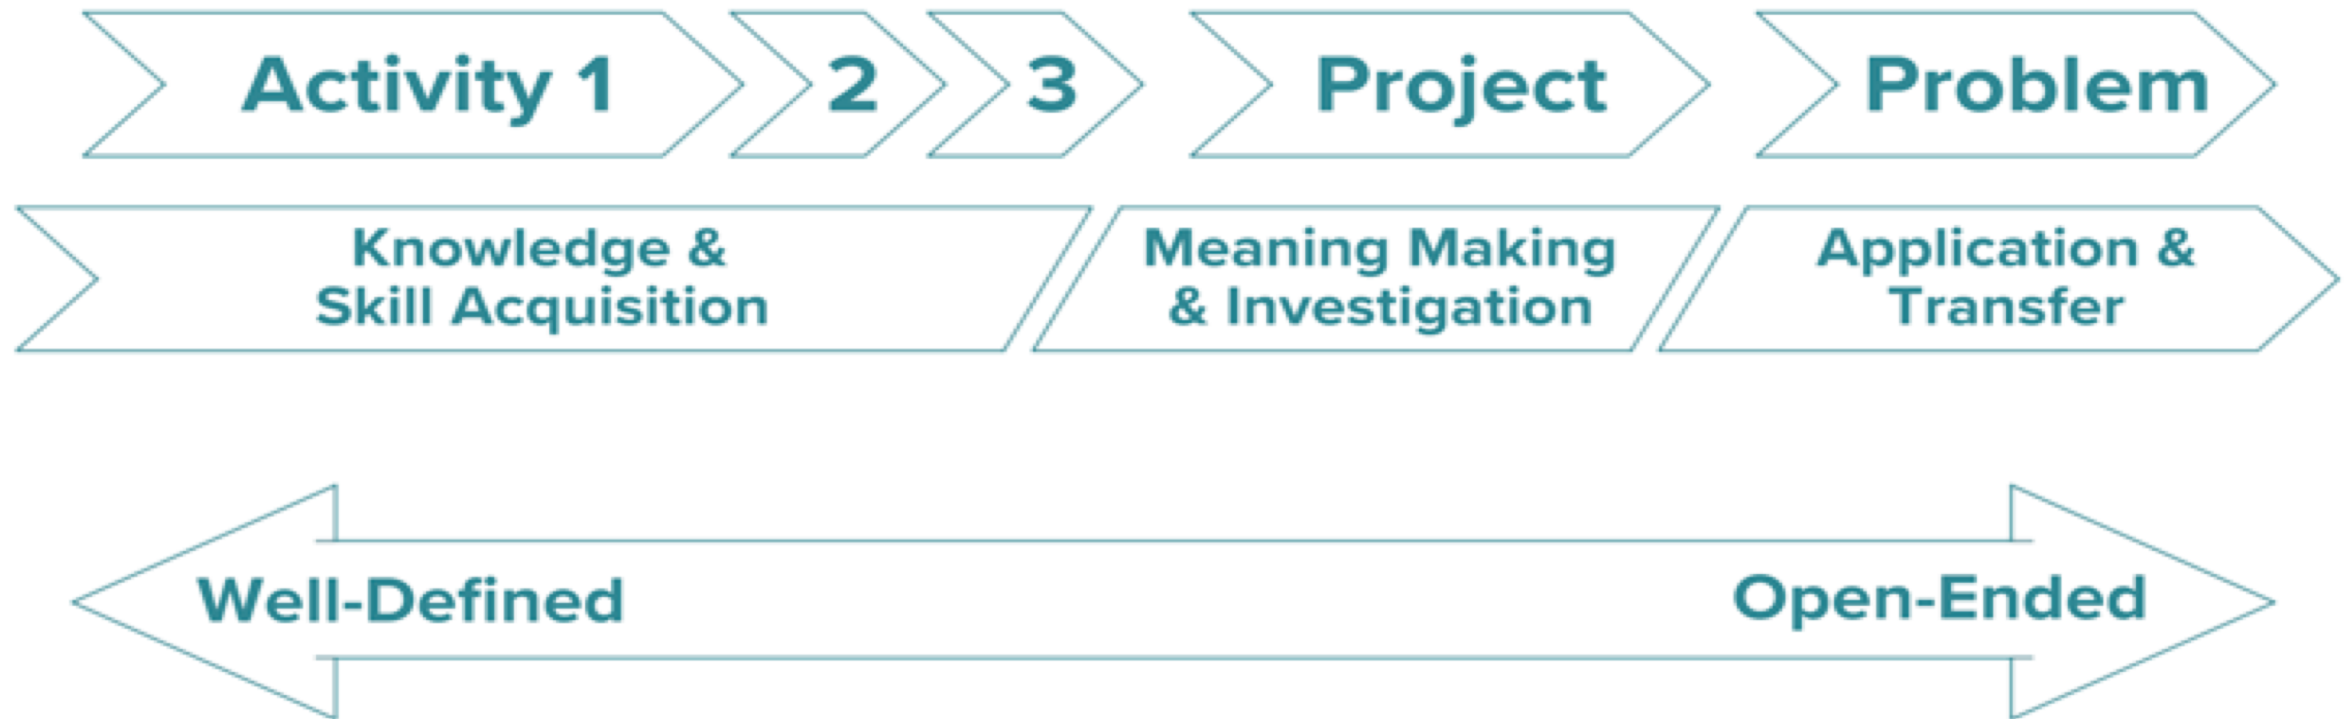 Activity 1 2 3 Project Problem
Knowledge &
Skill Acquisition
Meaning Making
& Investigation
Application &
Transfer
Well-Defined
Open-Ended